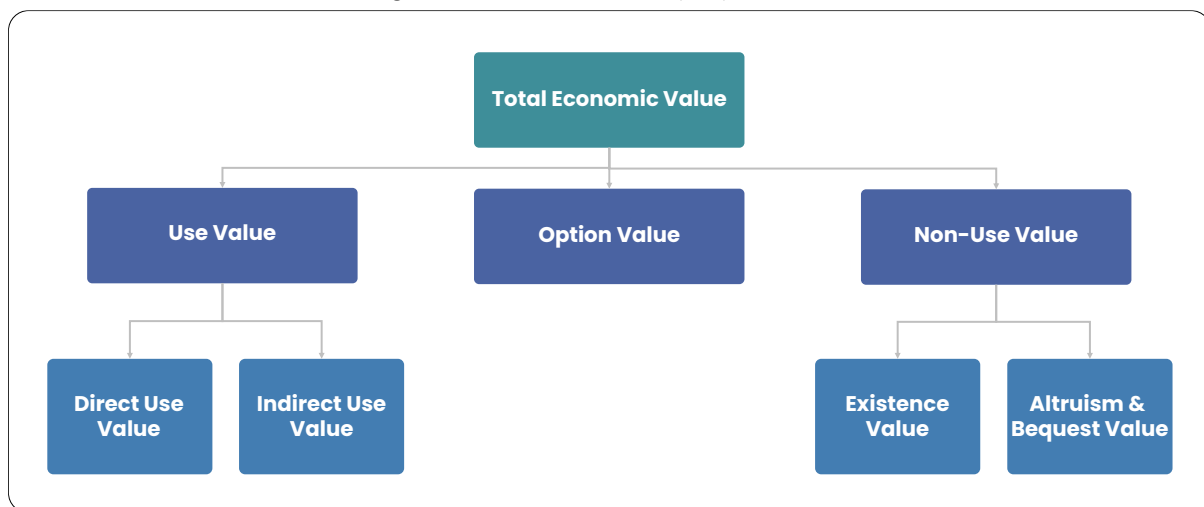 Total Economic Value
Use Value
Option Value
Non-Use Value
Direct Use
Value
Indirect Use
Value
Existence
Value
Altruism &
Bequest Value